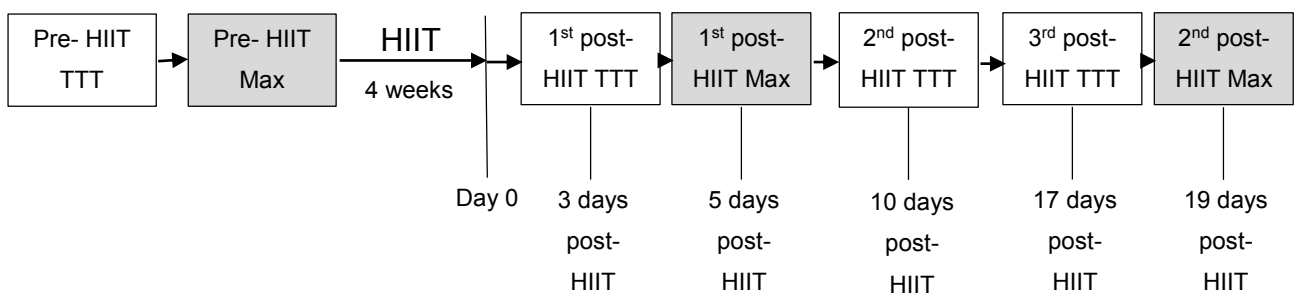 Pre- HIIT
TTT
Pre- HIIT
Max
HIIT
4 weeks
1st post-
HIIT TTT
1st post-
HIIT Max
2nd post-
HIIT TTT
3rd post-
HIIT TTT
2nd post-
HIIT Max
Day 0
3 days
post-
HIIT
5 days
post-
HIIT
10 days
post-
HIIT
17 days
post-
HIIT
19 days
post-
HIIT